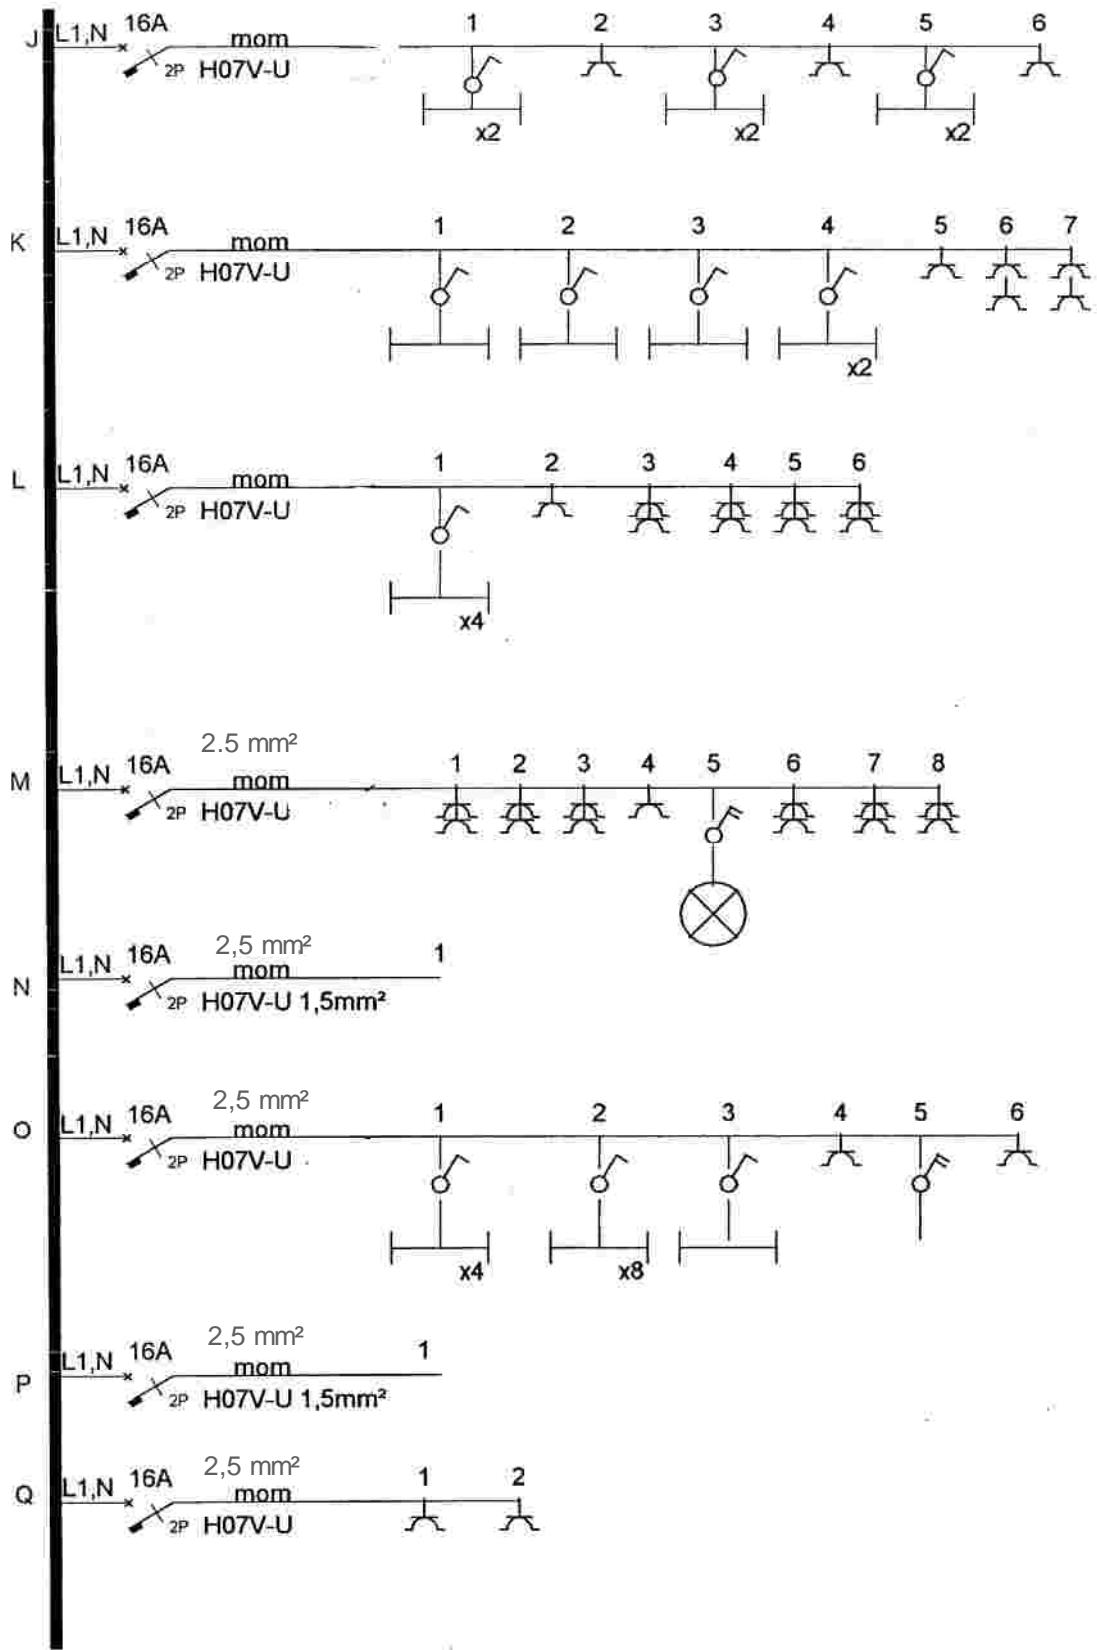 1 2 3 4 5 6
J L1,N 16A mom
2P H07V-U
x2 x2 x2
1 2 3 4 5 6 7
K L1,N 16A mom
2P H07V-U
x2
1 2 3 4 5 6
L L1,N 16A mom
2P H07V-U
x4
2.5 mm²
1 2 3 4 5 6 7 8
M L1,N 16A mom
2P H07V-U
2,5 mm²
1
N L1,N 16A mom
2P H07V-U 1,5mm²
2,5 mm²
1 2 3 4 5 6
O L1,N 16A mom
2P H07V-U
x4 x8
2,5 mm²
1
P L1,N 16A mom
2P H07V-U 1,5mm²
2,5 mm²
1 2
Q L1,N 16A mom
2P H07V-U